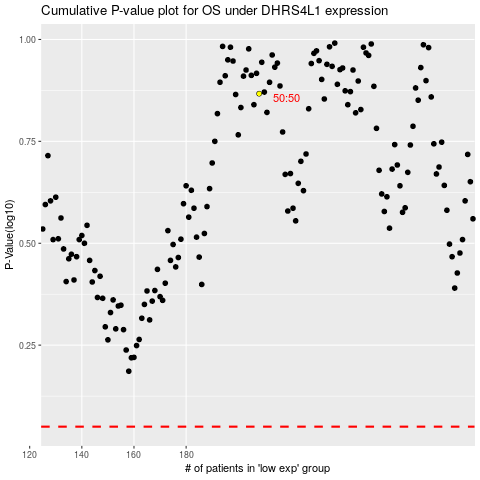 Cumulative P-value plot for OS under DHRS4L1 expression
1.00
0.75
0.50
0.25
P-Value(log10)
50:50
120 140 160 180
# of patients in 'low exp' group